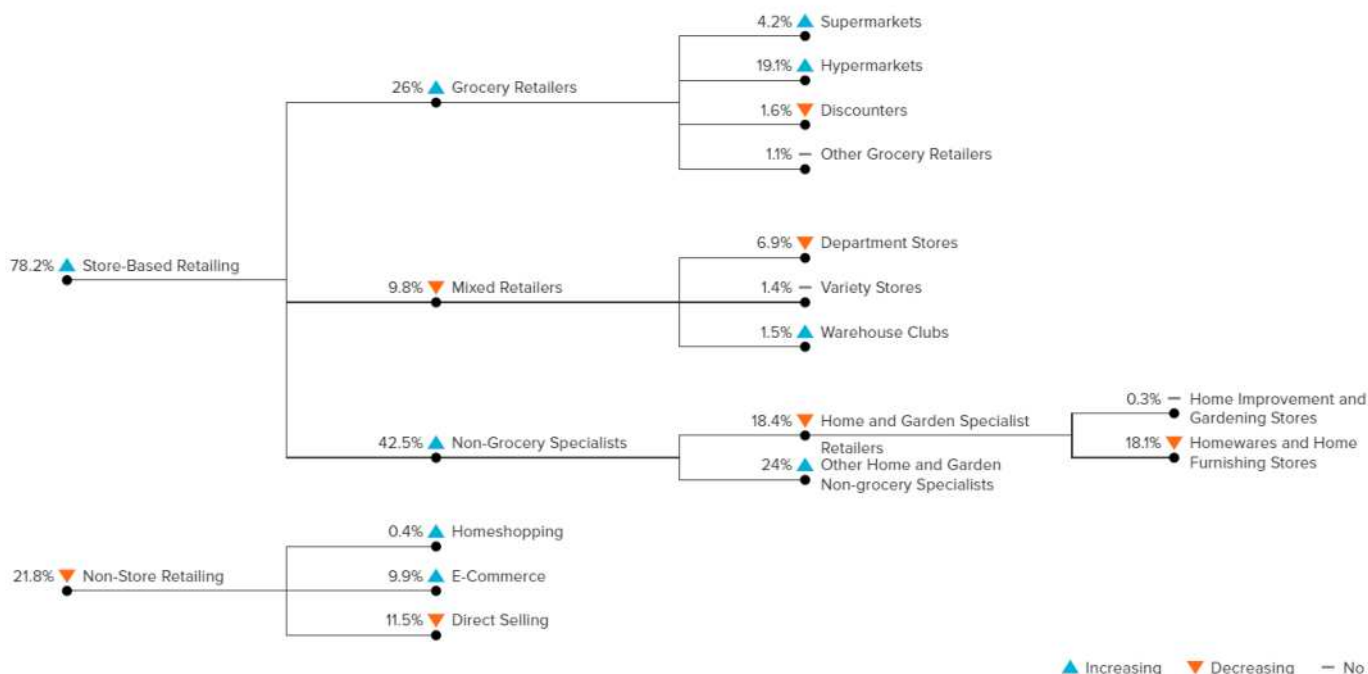 4.2% Supermarkets
19.1% Hypermarkets
26% Grocery Retailers
1.6% Discounters
1.1% – Other Grocery Retailers
6.9% Department Stores
78.2% Store-Based Retailing
9.8% Mixed Retailers
1.4% – Variety Stores
1.5% Warehouse Clubs
0.3% – Home Improvement and
Gardening Stores
18.4% Home and Garden Specialist
Retailers
42.5% Non-Grocery Specialists
18.1% Homewares and Home
Furnishing Stores
24% Other Home and Garden
Non-grocery Specialists
0.4% Homeshopping
21.8% Non-Store Retailing
9.9% E-Commerce
11.5% Direct Selling
Increasing Decreasing – No